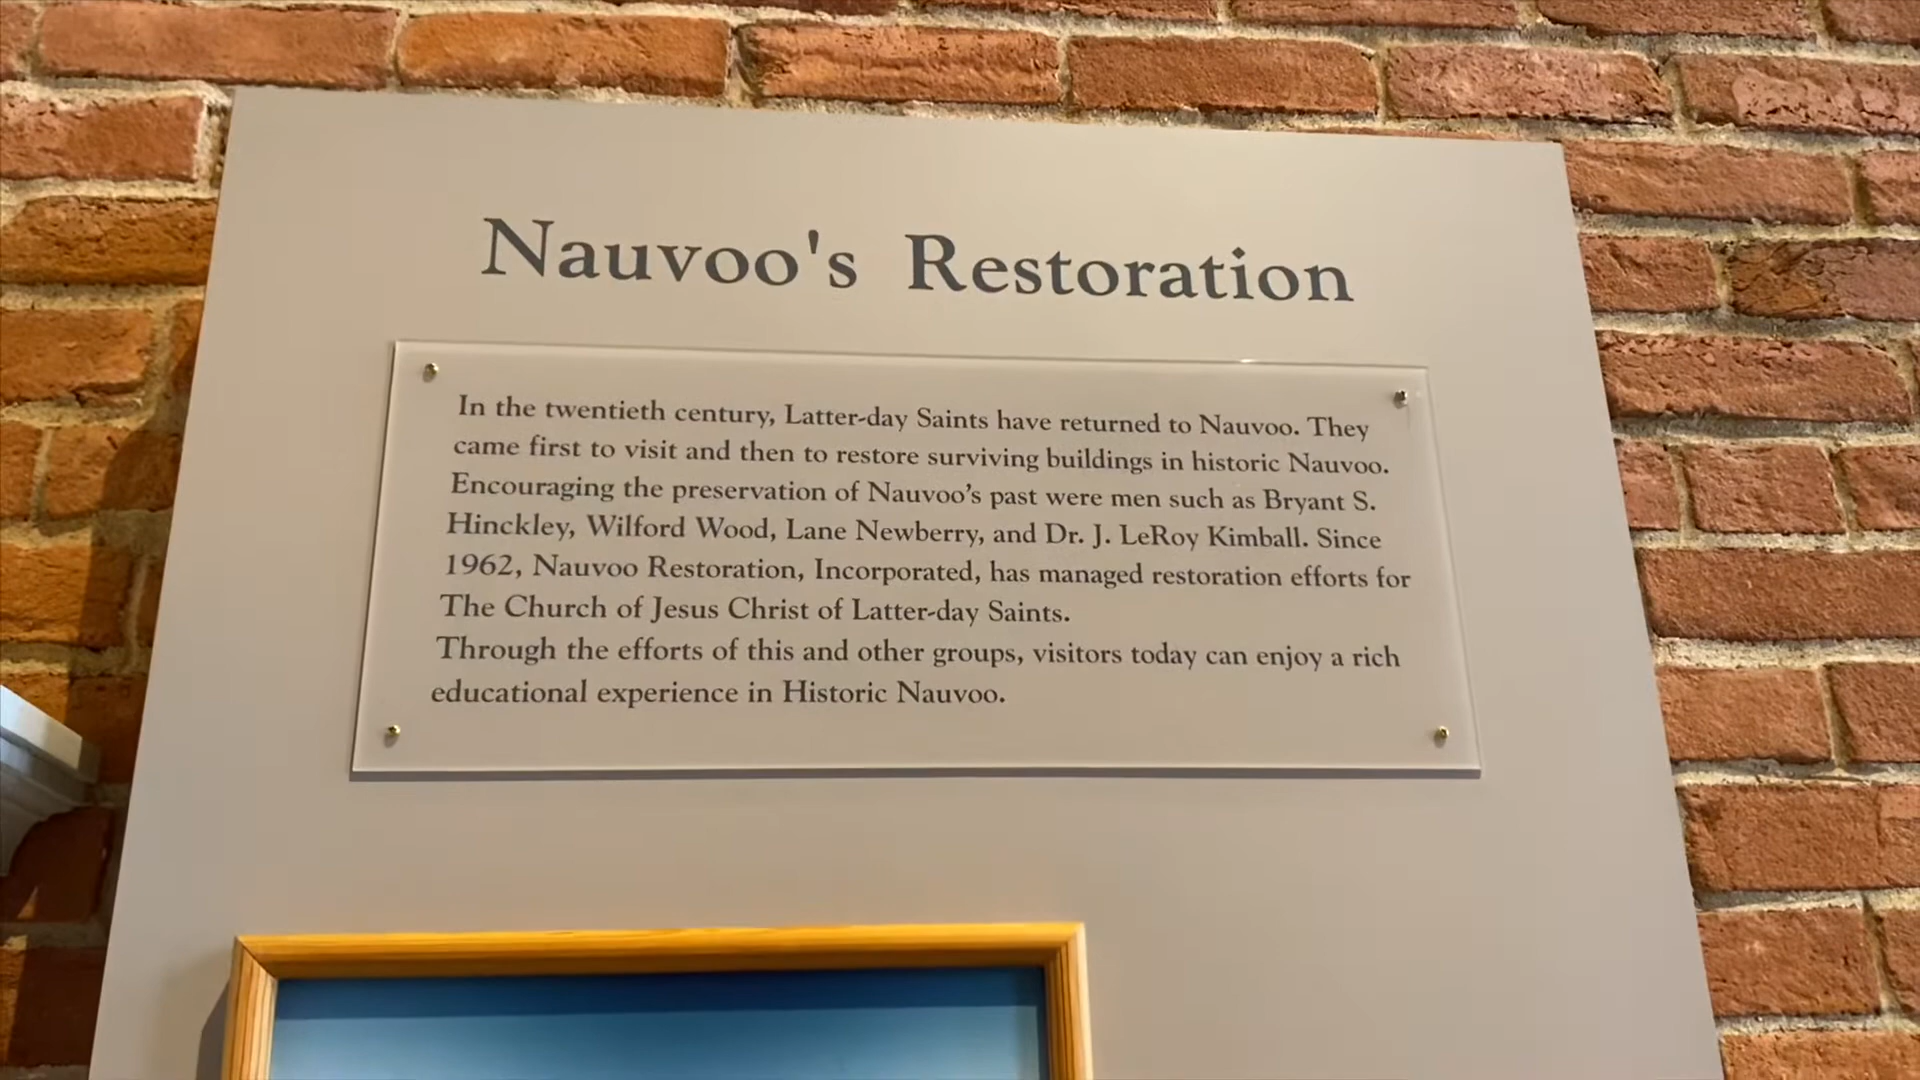 Nauvoo's Restoration
In the twentieth century, Latter-day Saints have returned to Nauvoo. They
came first to visit and then to restore surviving buildings in historic Nauvoo.
Encouraging the preservation of Nauvoo’s past were men such as Bryant S.
Hinckley, Wilford Wood, Lane Newberry, and Dr. J. LeRoy Kimball. Since
1962, Nauvoo Restoration, Incorporated, has managed restoration efforts for
The Church of Jesus Christ of Latter-day Saints.
Through the efforts of this and other groups, visitors today can enjoy a rich
educational experience in Historic Nauvoo.